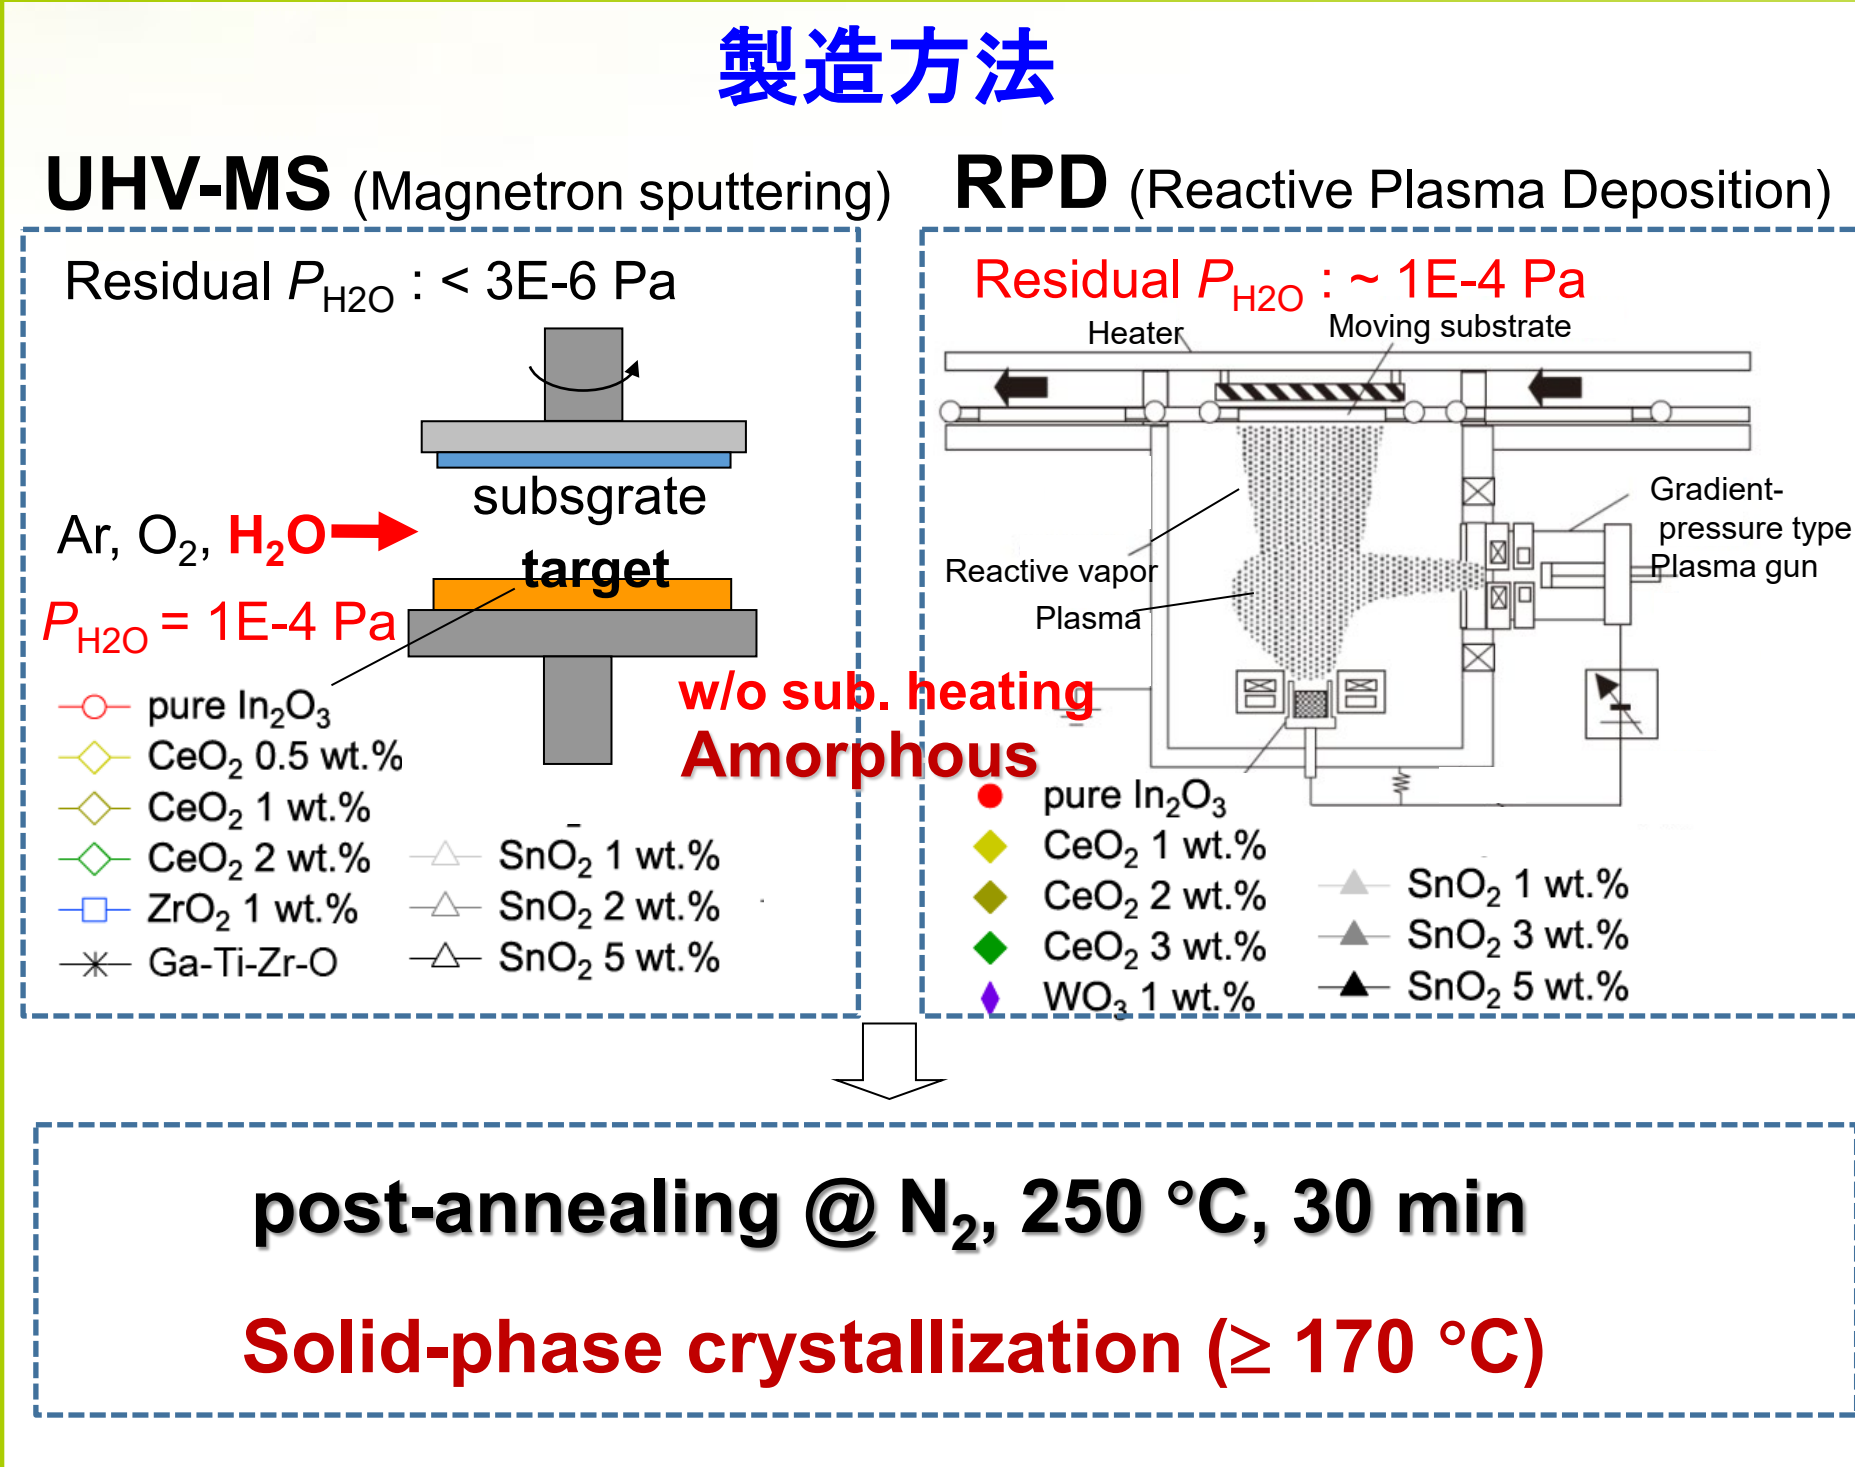 製造方法
UHV-MS (Magnetron sputtering)
Residual P_H2O : < 3E-6 Pa
subsgrate
Ar, O2, H2O
target
P_H2O = 1E-4 Pa
pure In2O3
CeO2 0.5 wt.%
CeO2 1 wt.%
CeO2 2 wt.%
ZrO2 1 wt.%
Ga-Ti-Zr-O
SnO2 1 wt.%
SnO2 2 wt.%
SnO2 5 wt.%
w/o sub. heating
Amorphous
RPD (Reactive Plasma Deposition)
Residual P_H2O : ~ 1E-4 Pa
Heater
Moving substrate
Gradient-
pressure type
Plasma gun
Reactive vapor
Plasma
pure In2O3
CeO2 1 wt.%
CeO2 2 wt.%
CeO2 3 wt.%
WO3 1 wt.%
SnO2 1 wt.%
SnO2 3 wt.%
SnO2 5 wt.%
post-annealing @ N2, 250 °C, 30 min
Solid-phase crystallization (≥ 170 °C)